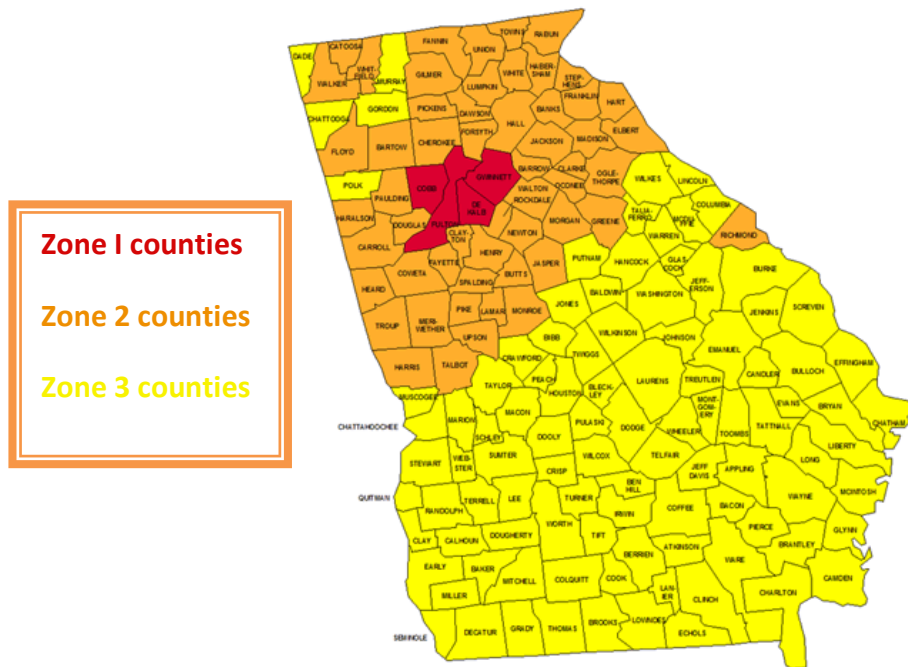 Zone I counties
Zone 2 counties
Zone 3 counties
TOWNS
RABUN
FANNIN
UNION
DADE
CATOOSA
WHIT-
FIELD
MURRAY
WALKER
GILMER
WHITE
HABER-
SHAM
LUMPKIN
STEP-
HENS
FRANKLIN
CHATTOOGA
GORDON
PICKENS
DAWSON
HALL
BANKS
HART
FLOYD
BARTOW
CHEROKEE
FORSYTH
JACKSON
MADISON
ELBERT
POLK
COBB
GWINNETT
BARROW
CLARKE
OGLE-
THORPE
WILKES
LINCOLN
PAULDING
DE
KALB
WALTON
OCONEE
ROCKDALE
HARALSON
DOUGLAS
FULTON
CLAY-
TON
NEWTON
MORGAN
GREENE
TALIA-
FERRO
MCDU
FFIE
COLUMBIA
CARROLL
FAYETTE
HENRY
WARREN
RICHMOND
COWETA
SPALDING
BUTTS
JASPER
PUTNAM
HANCOCK
GLAS-
COCK
JEFF-
ERSON
BURKE
HEARD
TROUP
MERI-
WETHER
PIKE
LAMAR
MONROE
JONES
BALDWIN
WASHINGTON
JENKINS
SCREVEN
UPSON
BIBB
WILKINSON
JOHNSON
EMANUEL
HARRIS
TALBOT
CRAWFORD
TWIGGS
EFFINGHAM
TAYLOR
PEACH
HOUSTON
BLECK-
LEY
LAURENS
TREUTLEN
CANDLER
BULLOCH
MUSCOGEE
CHATTAHOOCHEE
MARION
MACON
PULASKI
DODGE
MONT-
GOM-
ERY
WHEELER
TOOMBS
TATTNALL
EVANS
BRYAN
CHATHAM
SCHLEY
DOOLY
STEWART
WEB-
STER
SUMTER
WILCOX
TELFAIR
LIBERTY
CRISP
JEFF
DAVIS
APPLING
LONG
QUITMAN
RANDOLPH
TERRELL
LEE
TURNER
BEN
HILL
IRWIN
COFFEE
BACON
WAYNE
MCINTOSH
CLAY
CALHOUN
DOUGHERTY
WORTH
TIFT
PIERCE
GLYNN
EARLY
BAKER
MITCHELL
COLQUITT
COOK
BERRIEN
ATKINSON
WARE
BRANTLEY
MILLER
LAN-
IER
CLINCH
CHARLTON
CAMDEN
SEMINOLE
DECATUR
GRADY
THOMAS
BROOKS
LOWNDES
ECHOLS